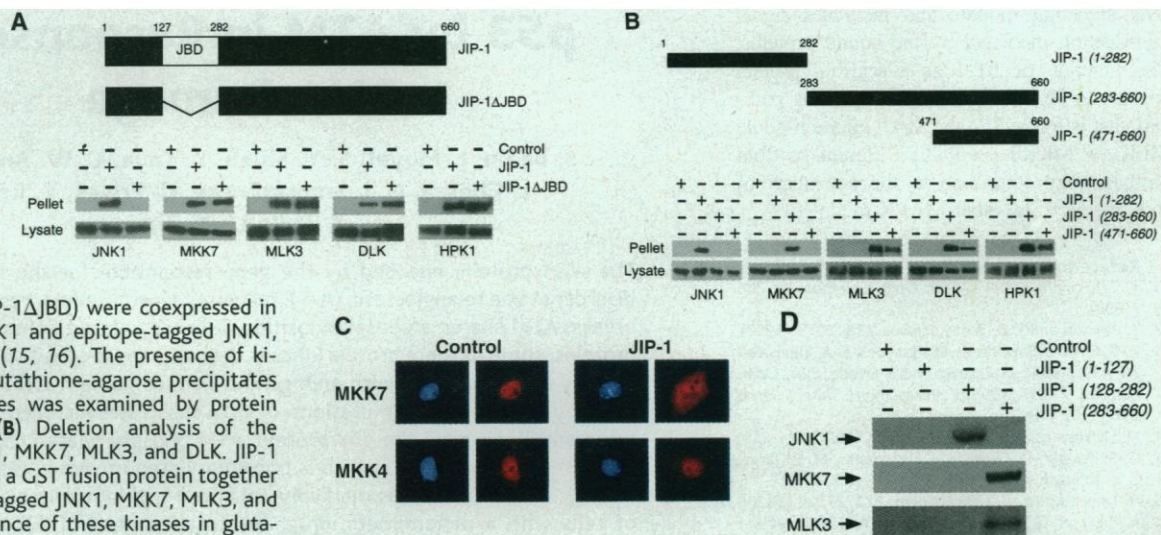 A
1 127 282 660
JBD
JIP-1
JIP-1ΔJBD
+ - - + - - + - - + - - + - - Control
- + - - + - - + - - + - - + - JIP-1
- - + - - + - - + - - + - - + JIP-1ΔJBD
Pellet
Lysate
JNK1 MKK7 MLK3 DLK HPK1
P-1ΔJBD) were coexpressed in
K1 and epitope-tagged JNK1,
(15, 16). The presence of ki-
utathione-agarose precipitates
es was examined by protein
(B) Deletion analysis of the
, MKK7, MLK3, and DLK. JIP-1
a GST fusion protein together
agged JNK1, MKK7, MLK3, and
nce of these kinases in gluta-
B
1 282
JIP-1 (1-282)
283 660
JIP-1 (283-660)
471 660
JIP-1 (471-660)
+ - - - + - - - + - - - + - - - + - - - Control
- + - - - + - - - + - - - + - - - + - - JIP-1 (1-282)
- - + - - - + - - - + - - - + - - - + - JIP-1 (283-660)
- - - + - - - + - - - + - - - + - - - + JIP-1 (471-660)
Pellet
Lysate
JNK1 MKK7 MLK3 DLK HPK1
C
Control JIP-1
MKK7
MKK4
D
+ - - - Control
- + - - JIP-1 (1-127)
- - + - JIP-1 (128-282)
- - - + JIP-1 (283-660)
JNK1
MKK7
MLK3